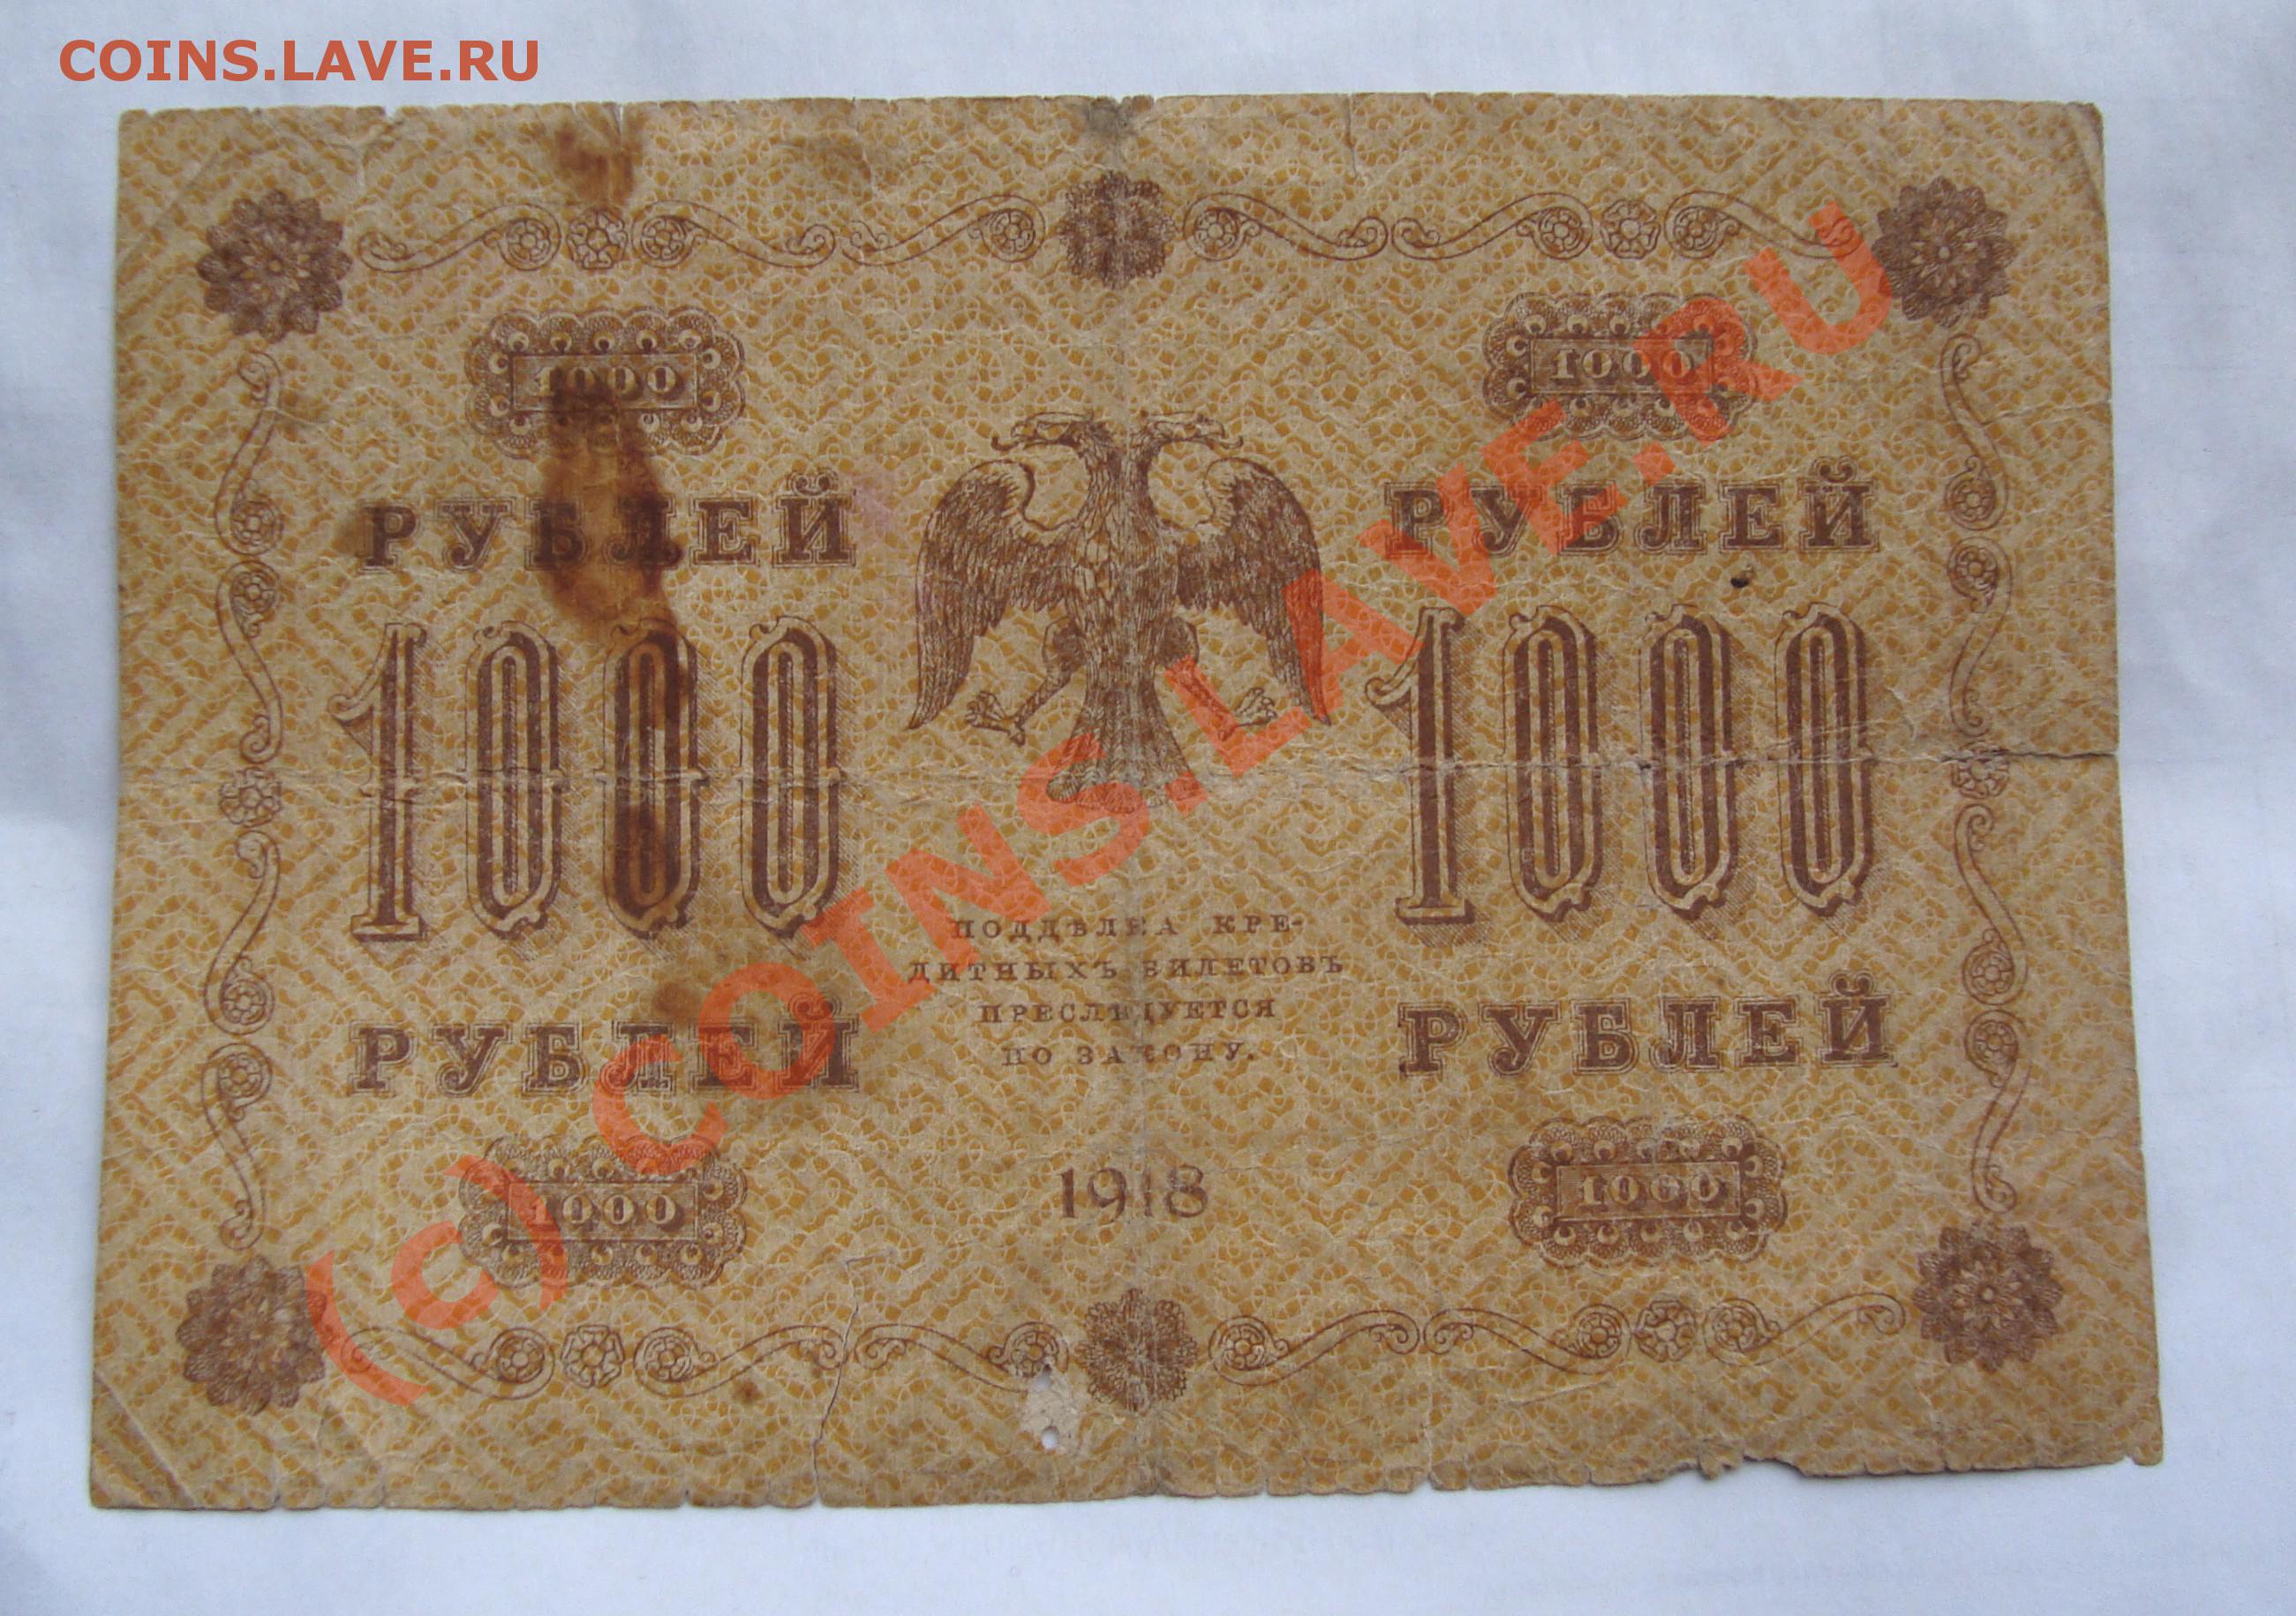 COINS.LAVE.RU
1000
1000
РУБЛЕЙ
РУБЛЕЙ
1000
1000
ПОДДѢЛКА КРЕ-
ДИТНЫХЪ БИЛЕТОВЪ
ПРЕСЛѢДУЕТСЯ
ПО ЗАКОНУ.
РУБЛЕЙ
РУБЛЕЙ
1000
1918
1000
(c) COINS.LAVE.RU